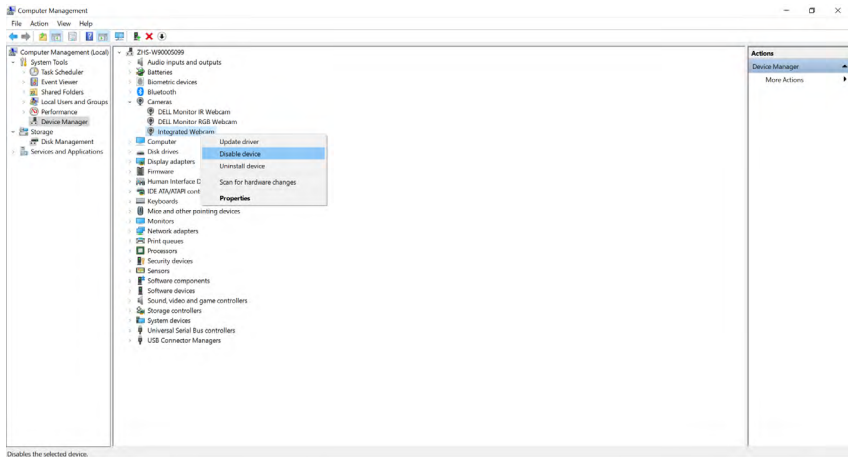 Computer Management
File Action View Help
Computer Management (Local)
System Tools
Task Scheduler
Event Viewer
Shared Folders
Local Users and Groups
Performance
Device Manager
Storage
Disk Management
Services and Applications
ZHS-W90005099
Audio inputs and outputs
Batteries
Biometric devices
Bluetooth
Cameras
DELL Monitor IR Webcam
DELL Monitor RGB Webcam
Integrated Webcam
Computer
Disk drives
Display adapters
Firmware
Human Interface D
IDE ATA/ATAPI cont
Keyboards
Mice and other pointing devices
Monitors
Network adapters
Print queues
Processors
Security devices
Sensors
Software components
Software devices
Sound, video and game controllers
Storage controllers
System devices
Universal Serial Bus controllers
USB Connector Managers
Update driver
Disable device
Uninstall device
Scan for hardware changes
Properties
Actions
Device Manager
More Actions
Disables the selected device.